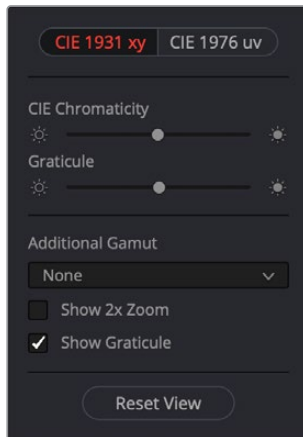 CIE 1931 xy CIE 1976 uv
CIE Chromaticity
Graticule
Additional Gamut
None
Show 2x Zoom
Show Graticule
Reset View